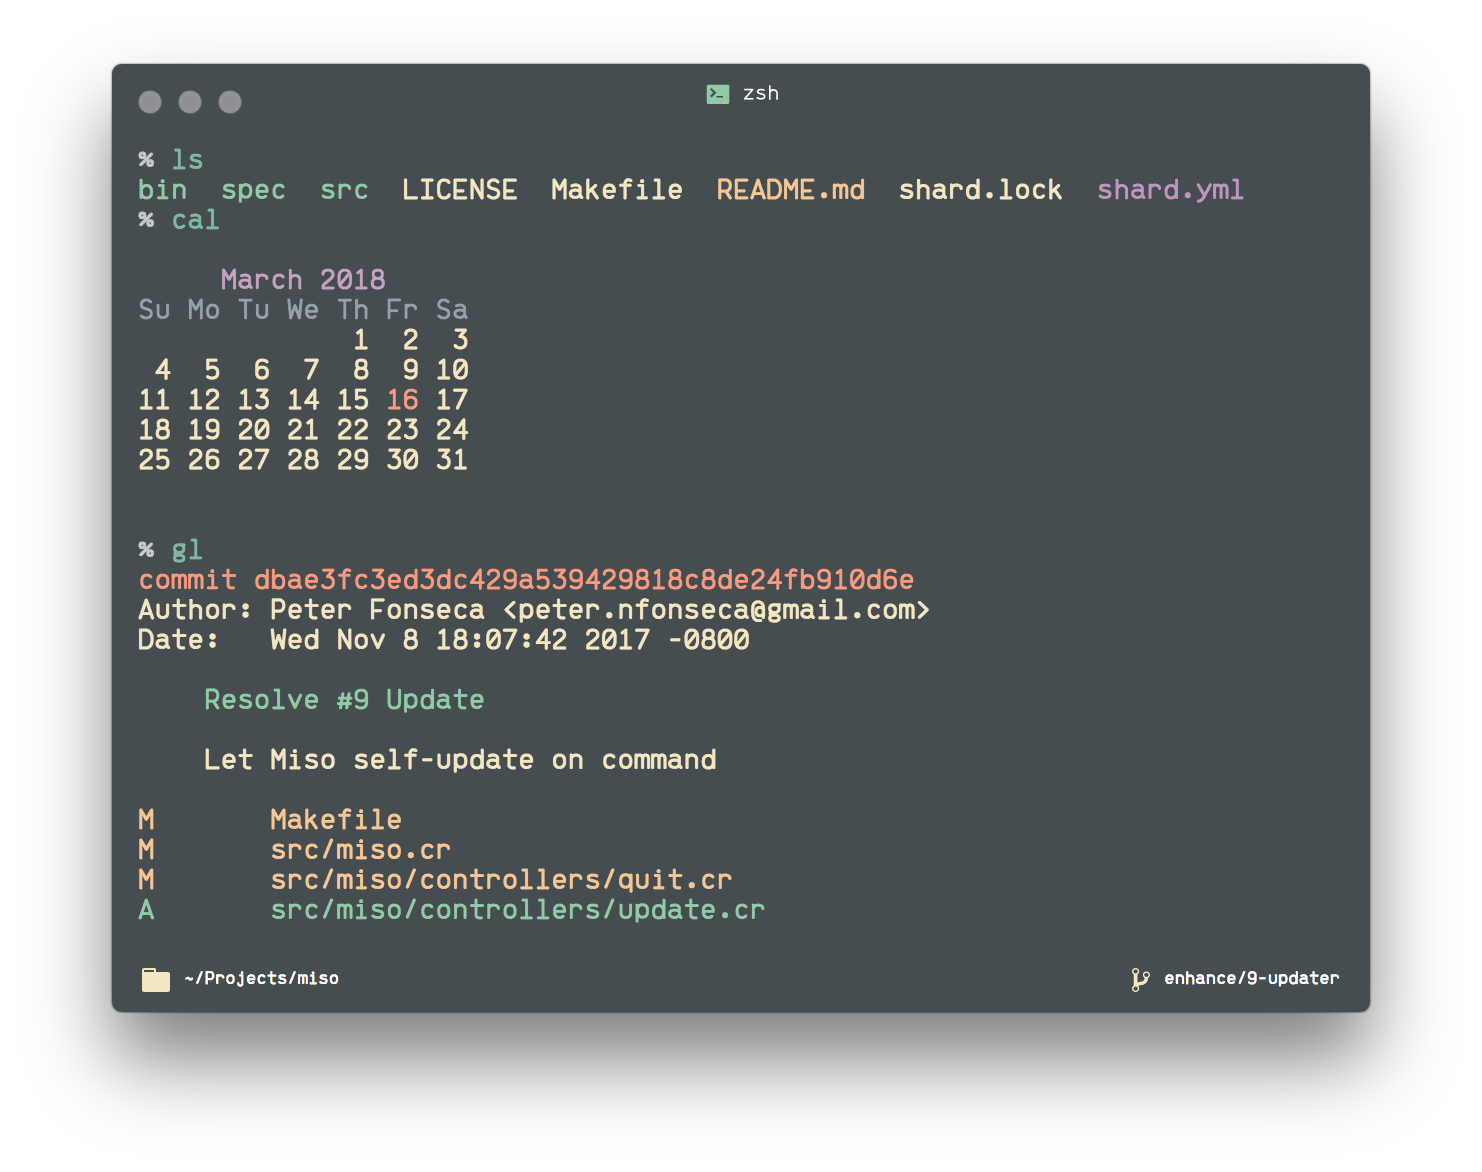 zsh
% ls
bin  spec  src  LICENSE  Makefile  README.md  shard.lock  shard.yml
% cal
     March 2018
Su Mo Tu We Th Fr Sa
             1  2  3
 4  5  6  7  8  9 10
11 12 13 14 15 16 17
18 19 20 21 22 23 24
25 26 27 28 29 30 31
% gl
commit dbae3fc3ed3dc429a539429818c8de24fb910d6e
Author: Peter Fonseca <peter.nfonseca@gmail.com>
Date:   Wed Nov 8 18:07:42 2017 -0800
    Resolve #9 Update
    Let Miso self-update on command
M       Makefile
M       src/miso.cr
M       src/miso/controllers/quit.cr
A       src/miso/controllers/update.cr
~/Projects/miso enhance/9-updater